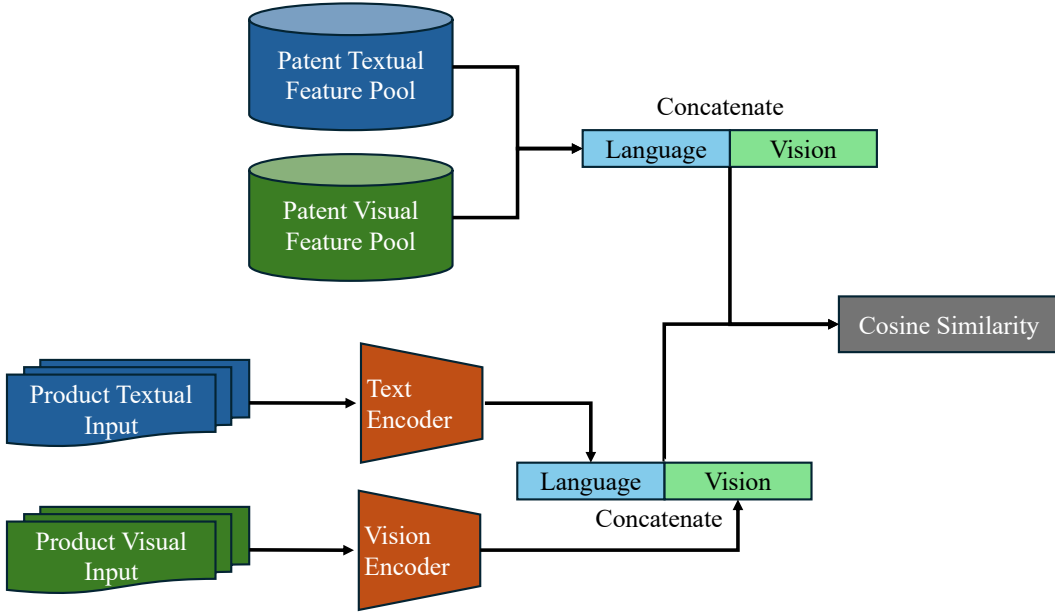 Patent Textual
Feature Pool
Concatenate
Language
Vision
Patent Visual
Feature Pool
Cosine Similarity
Product Textual
Input
Text
Encoder
Language
Vision
Concatenate
Product Visual
Input
Vision
Encoder